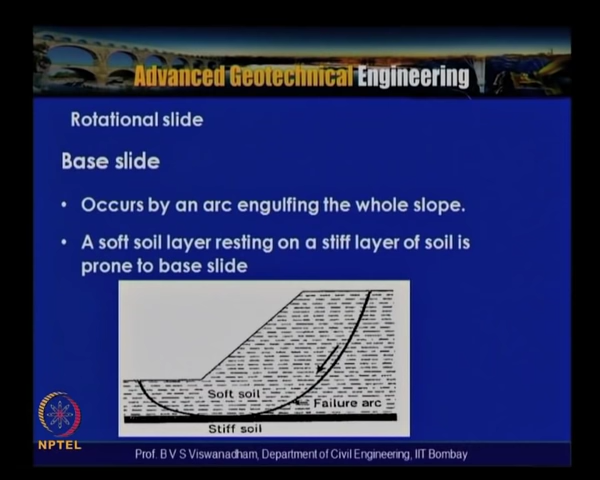 Advanced Geotechnical Engineering
Rotational slide
Base slide
• Occurs by an arc engulfing the whole slope.
• A soft soil layer resting on a stiff layer of soil is
prone to base slide
Soft soil
Failure arc
Stiff soil
NPTEL
Prof. B V S Viswanadham, Department of Civil Engineering, IIT Bombay